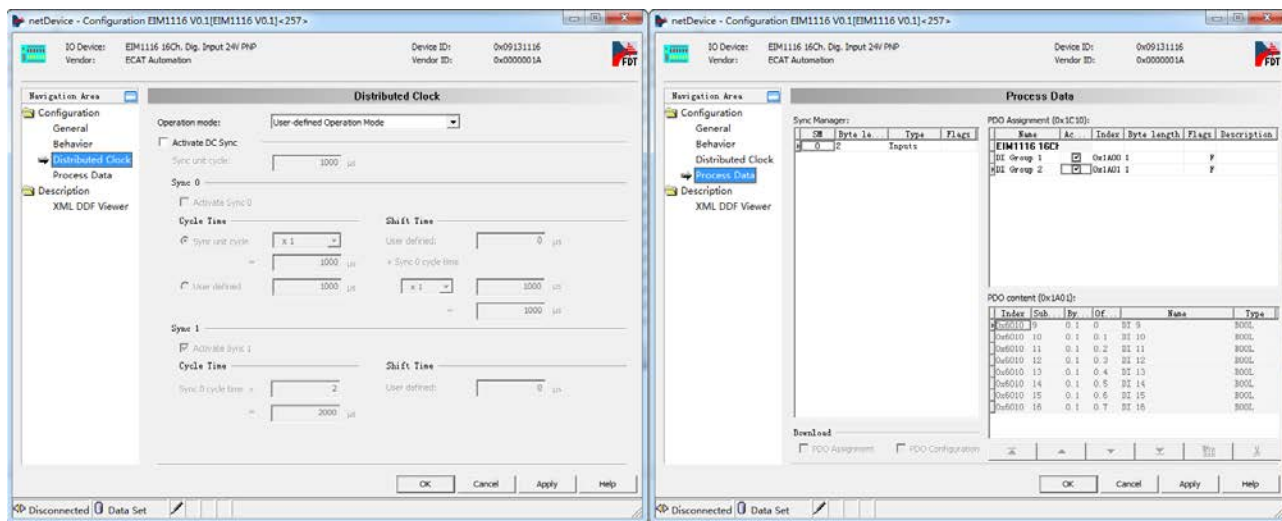 netDevice - Configuration EIM1116 V0.1[EIM1116 V0.1]<257>
IO Device: EIM1116 16Ch. Dig. Input 24V PNP Device ID: 0x09131116
Vendor: ECAT Automation Vendor ID: 0x0000001A
FDT
Navigation Area
Configuration
General
Behavior
Distributed Clock
Process Data
Description
XML DDF Viewer
Distributed Clock
Operation mode: User-defined Operation Mode
Activate DC Sync
Sync unit cycle: 1000 µs
Sync 0
Activate Sync 0
Cycle Time Shift Time
Sync unit cycle x 1 User defined: 0 µs
= 1000 µs + Sync 0 cycle time
User defined 1000 µs x 1 1000 µs
= 1000 µs
Sync 1
Activate Sync 1
Cycle Time Shift Time
Sync 0 cycle time + 2 User defined: 0 µs
= 2000 µs
OK Cancel Apply Help
Disconnected Data Set
netDevice - Configuration EIM1116 V0.1[EIM1116 V0.1]<257>
IO Device: EIM1116 16Ch. Dig. Input 24V PNP Device ID: 0x09131116
Vendor: ECAT Automation Vendor ID: 0x0000001A
FDT
Navigation Area
Configuration
General
Behavior
Distributed Clock
Process Data
Description
XML DDF Viewer
Process Data
Sync Manager:
SM Byte le... Type Flags
0 2 Inputs
PDO Assignment (0x1C10):
Name Ac... Index Byte length Flags Description
EIM1116 16CH
DI Group 1 0x1A00 1 F
DI Group 2 0x1A01 1 F
PDO content (0x1A01):
Index Sub... By... Of... Name Type
0x6010 9 0.1 0 DI 9 BOOL
0x6010 10 0.1 0.1 DI 10 BOOL
0x6010 11 0.1 0.2 DI 11 BOOL
0x6010 12 0.1 0.3 DI 12 BOOL
0x6010 13 0.1 0.4 DI 13 BOOL
0x6010 14 0.1 0.5 DI 14 BOOL
0x6010 15 0.1 0.6 DI 15 BOOL
0x6010 16 0.1 0.7 DI 16 BOOL
Download
PDO Assignment PDO Configuration
OK Cancel Apply Help
Disconnected Data Set